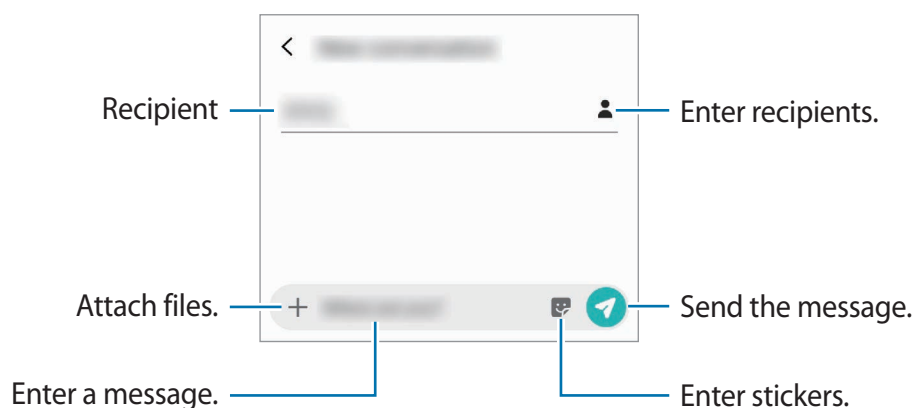 Recipient
Enter recipients.
Attach files.
Send the message.
Enter a message.
Enter stickers.